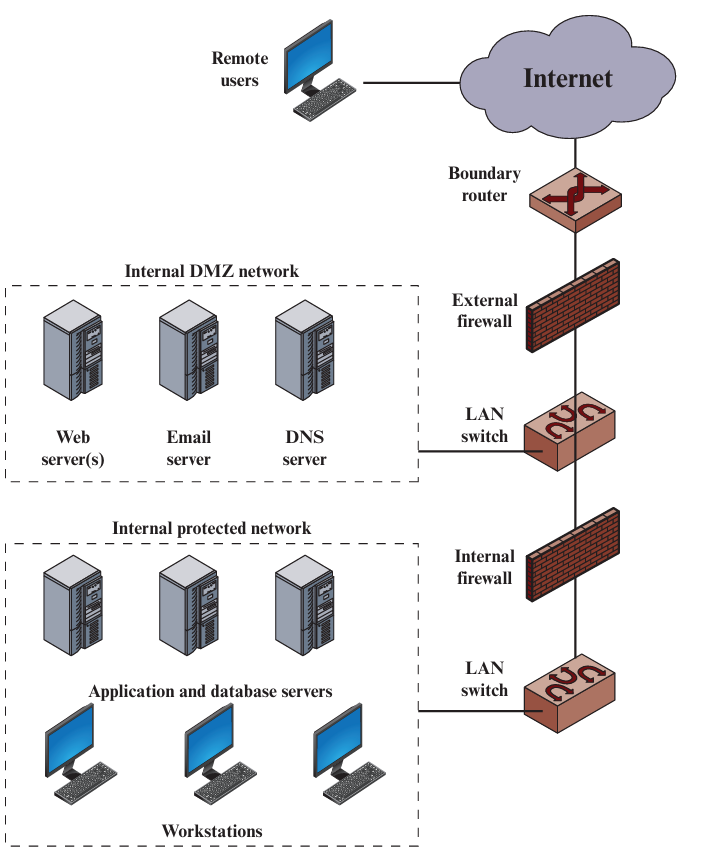 Remote
users
Internet
Boundary
router
Internal DMZ network
External
firewall
Web
server(s)
Email
server
DNS
server
LAN
switch
Internal protected network
Internal
firewall
Application and database servers
LAN
switch
Workstations